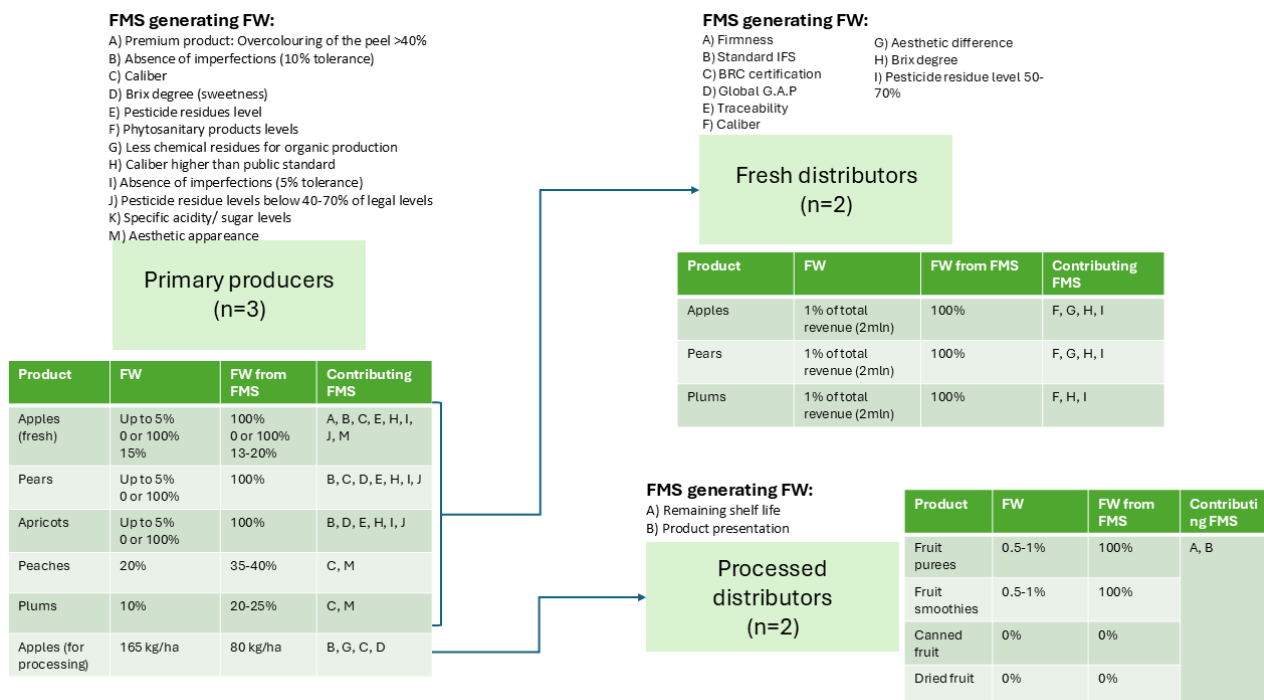 FMS generating FW:
A) Premium product: Overcolouring of the peel >40%
B) Absence of imperfections (10% tolerance)
C) Caliber
D) Brix degree (sweetness)
E) Pesticide residues level
F) Phytosanitary products levels
G) Less chemical residues for organic production
H) Caliber higher than public standard
I) Absence of imperfections (5% tolerance)
J) Pesticide residue levels below 40-70% of legal levels
K) Specific acidity/ sugar levels
M) Aesthetic appareance
Primary producers
(n=3)
Product FW FW from FMS Contributing FMS
Apples (fresh) Up to 5% 0 or 100% 15% 100% 0 or 100% 13-20% A, B, C, E, H, I, J, M
Pears Up to 5% 0 or 100% 100% B, C, D, E, H, I, J
Apricots Up to 5% 0 or 100% 100% B, D, E, H, I, J
Peaches 20% 35-40% C, M
Plums 10% 20-25% C, M
Apples (for processing) 165 kg/ha 80 kg/ha B, G, C, D
FMS generating FW:
A) Firmness
B) Standard IFS
C) BRC certification
D) Global G.A.P
E) Traceability
F) Caliber
G) Aesthetic difference
H) Brix degree
I) Pesticide residue level 50-
70%
Fresh distributors
(n=2)
Product FW FW from FMS Contributing FMS
Apples 1% of total revenue (2mln) 100% F, G, H, I
Pears 1% of total revenue (2mln) 100% F, G, H, I
Plums 1% of total revenue (2mln) 100% F, H, I
FMS generating FW:
A) Remaining shelf life
B) Product presentation
Processed
distributors
(n=2)
Product FW FW from FMS Contributi ng FMS
Fruit purees 0.5-1% 100% A, B
Fruit smoothies 0.5-1% 100%
Canned fruit 0% 0%
Dried fruit 0% 0%